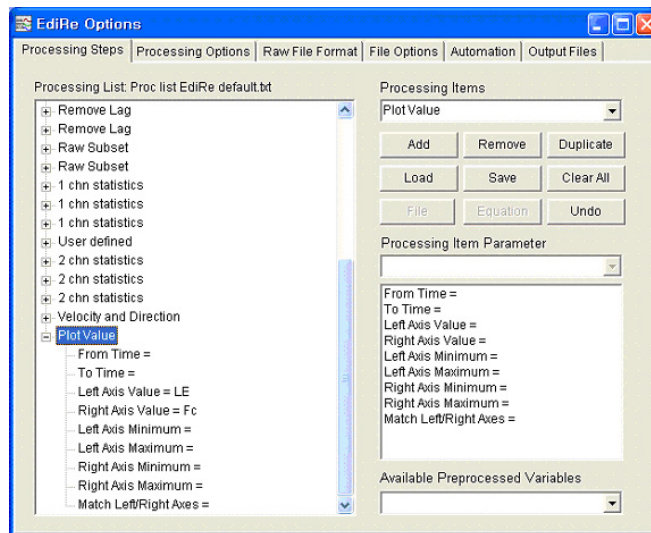 EdiRe Options
Processing Steps
Processing Options
Raw File Format
File Options
Automation
Output Files
Processing List: Proc list EdiRe default.txt
Remove Lag
Remove Lag
Raw Subset
Raw Subset
1 chn statistics
1 chn statistics
1 chn statistics
User defined
2 chn statistics
2 chn statistics
2 chn statistics
Velocity and Direction
Plot Value
From Time =
To Time =
Left Axis Value = LE
Right Axis Value = Fc
Left Axis Minimum =
Left Axis Maximum =
Right Axis Minimum =
Right Axis Maximum =
Match Left/Right Axes =
Processing Items
Plot Value
Add
Remove
Duplicate
Load
Save
Clear All
File
Equation
Undo
Processing Item Parameter
From Time =
To Time =
Left Axis Value =
Right Axis Value =
Left Axis Minimum =
Left Axis Maximum =
Right Axis Minimum =
Right Axis Maximum =
Match Left/Right Axes =
Available Preprocessed Variables